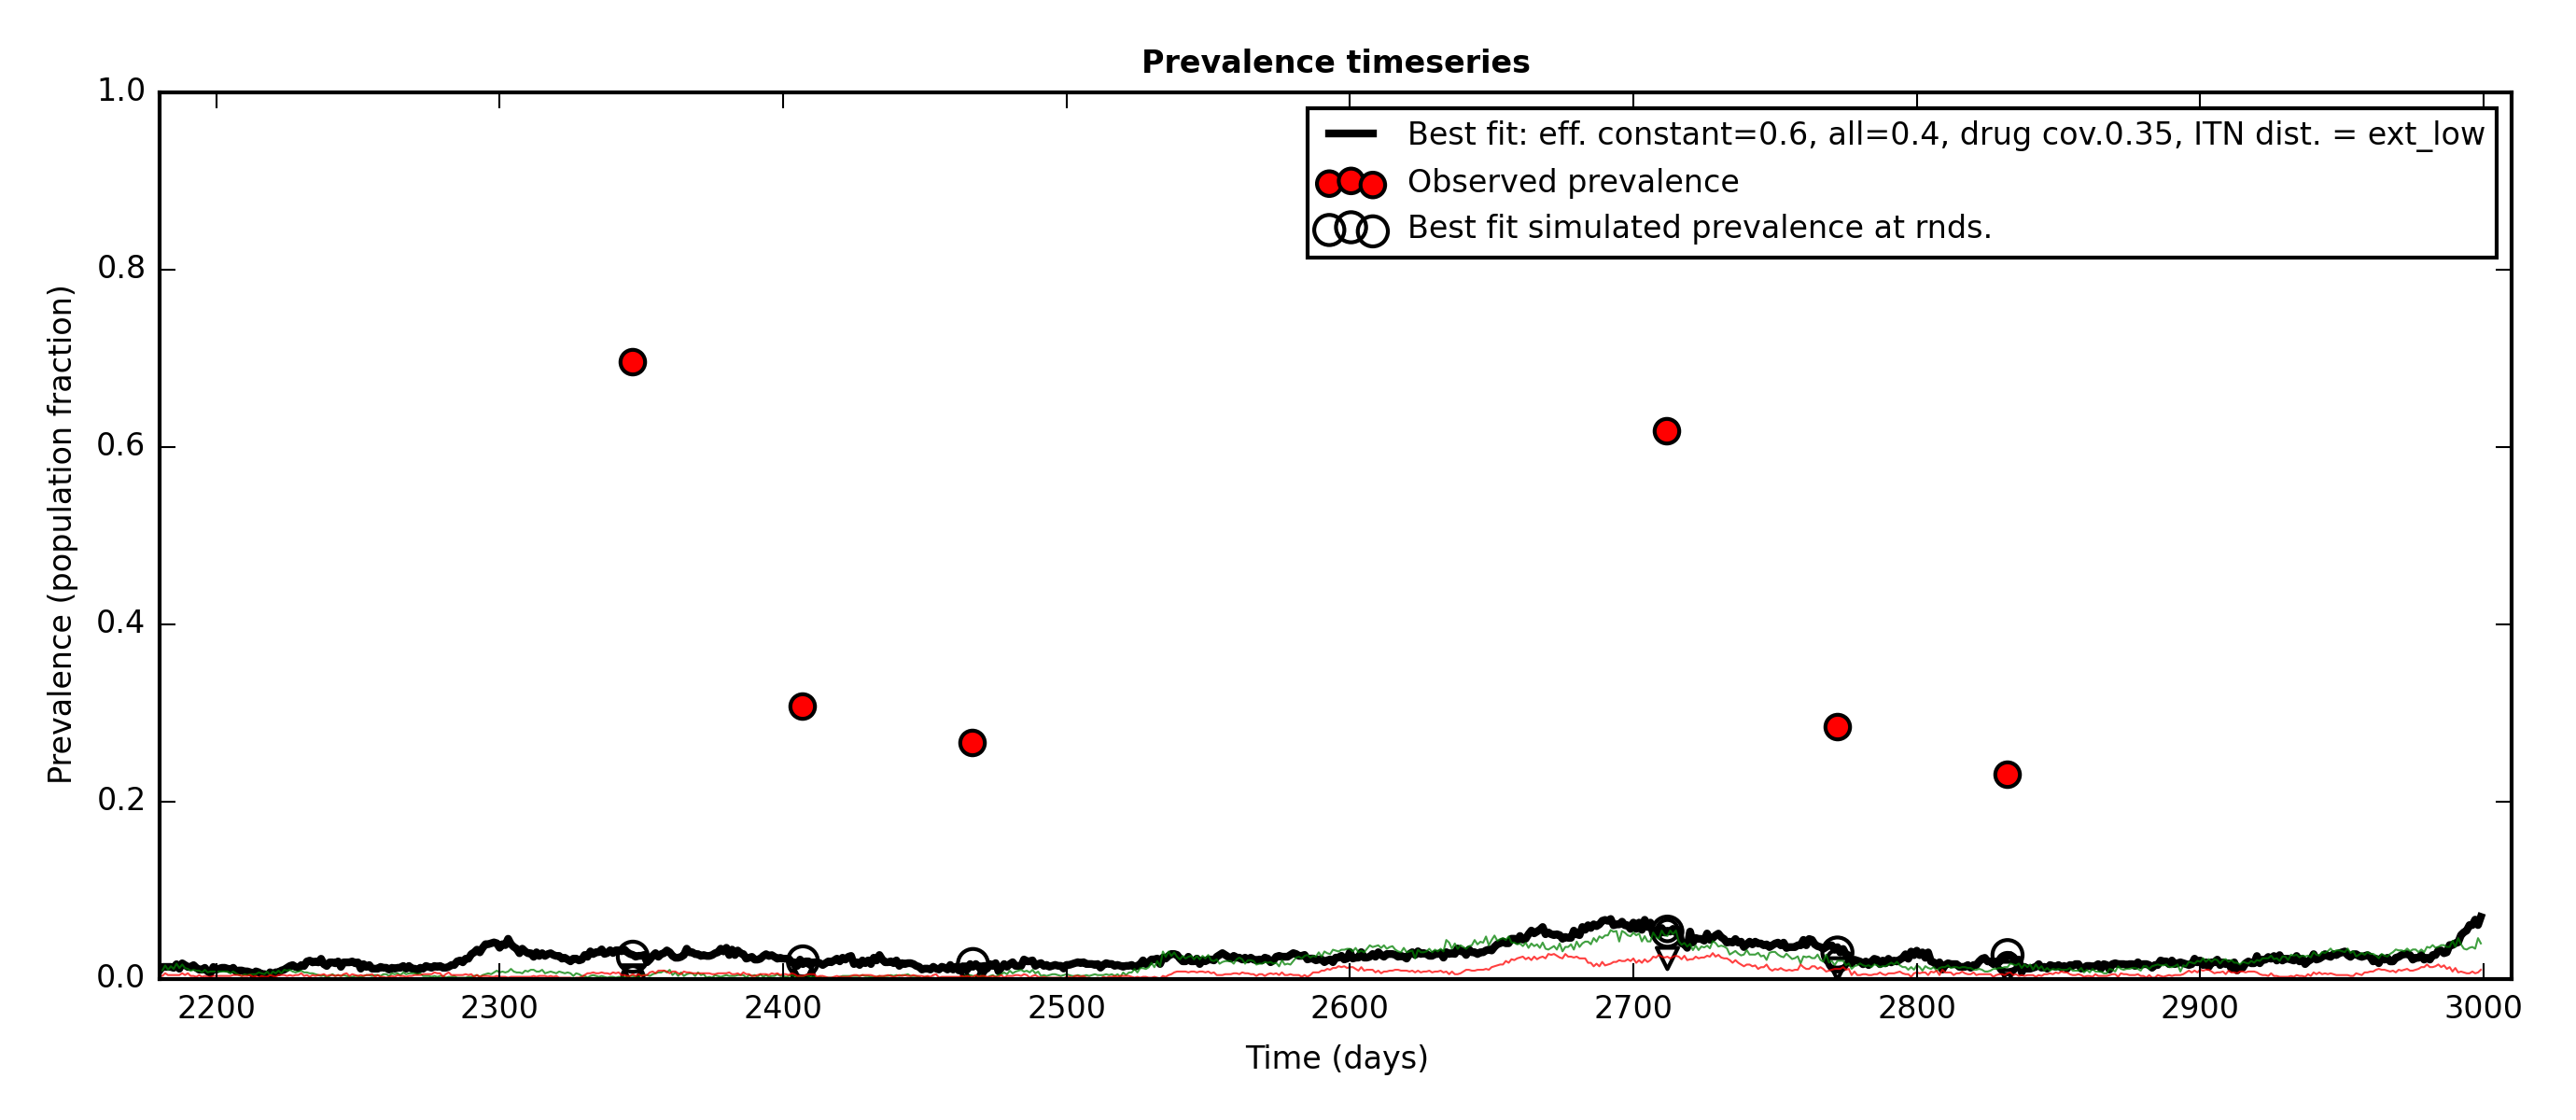 Prevalence timeseries
1.0
0.8
0.6
0.4
0.2
0.0
Prevalence (population fraction)
Best fit: eff. constant=0.6, all=0.4, drug cov.0.35, ITN dist. = ext_low
Observed prevalence
Best fit simulated prevalence at rnds.
2200 2300 2400 2500 2600 2700 2800 2900 3000
Time (days)